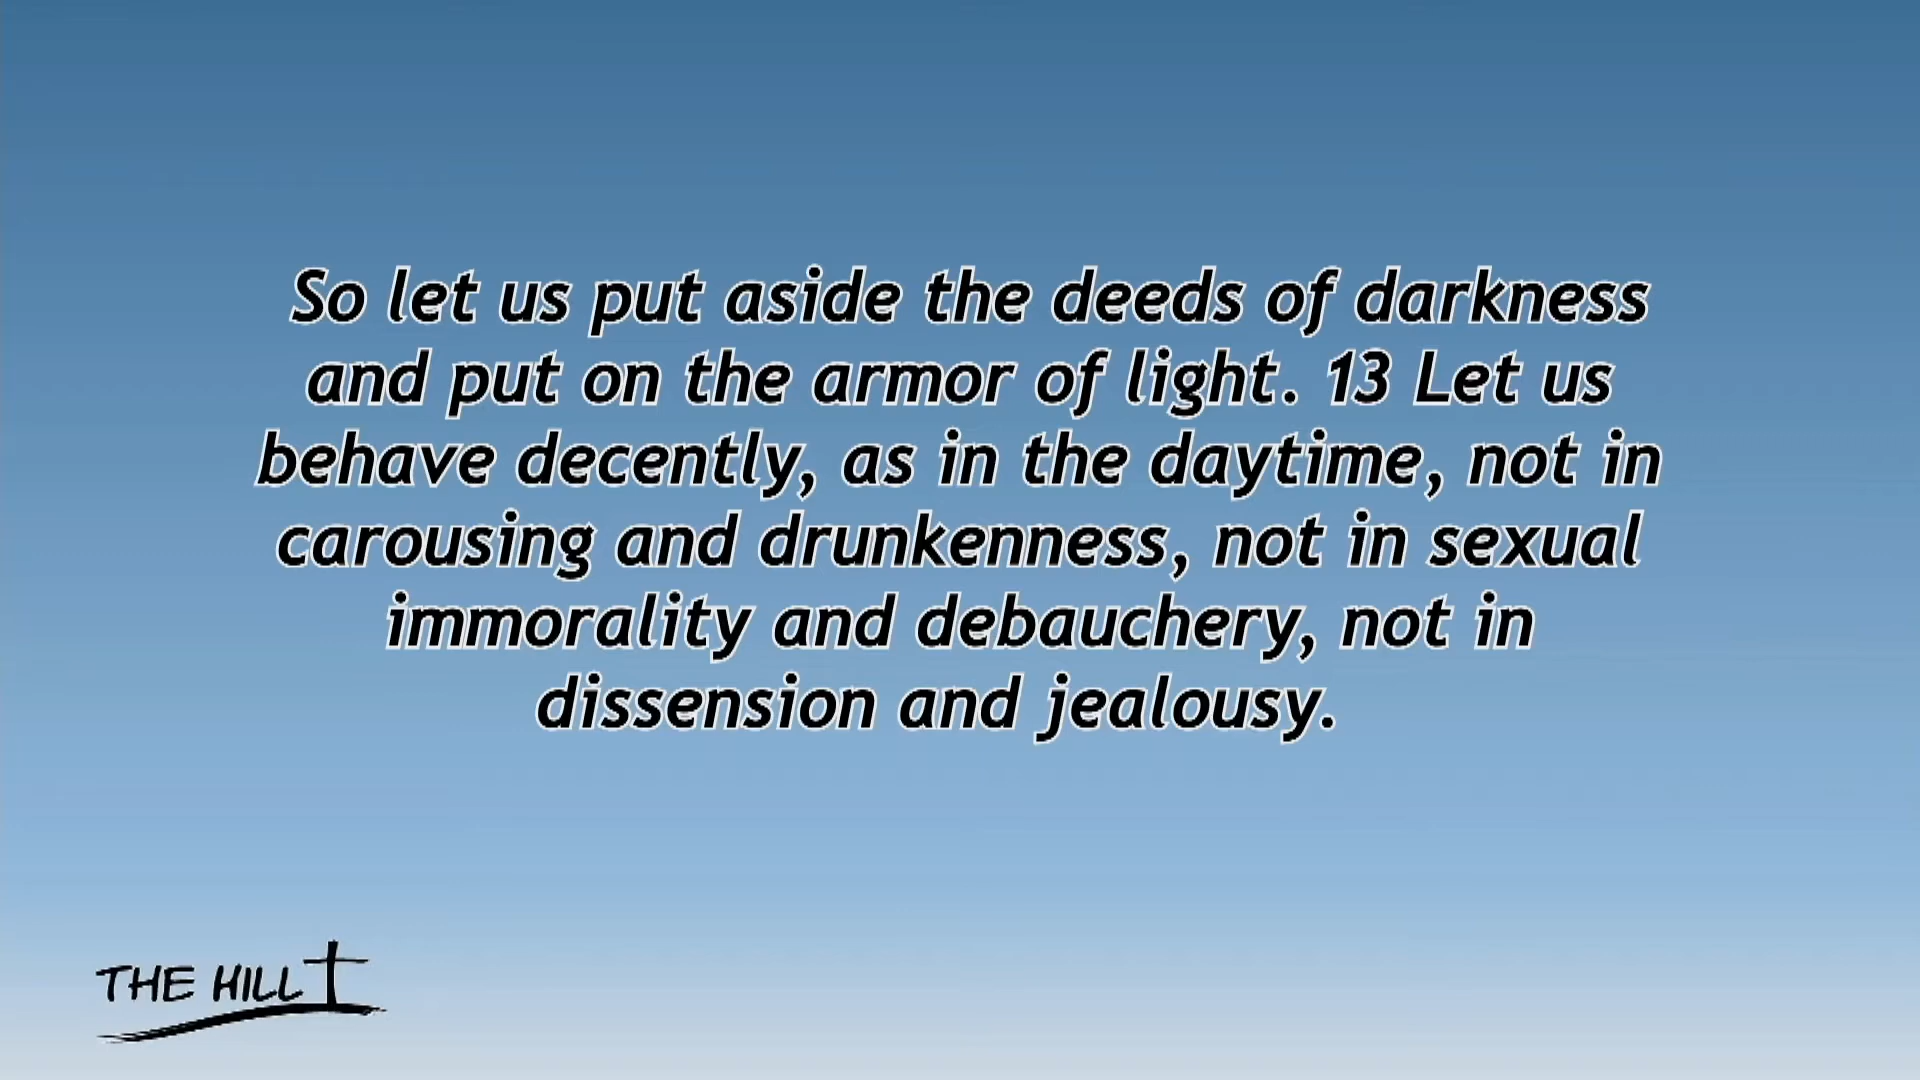 So let us put aside the deeds of darkness
and put on the armor of light. 13 Let us
behave decently, as in the daytime, not in
carousing and drunkenness, not in sexual
immorality and debauchery, not in
dissension and jealousy.
THE HILL